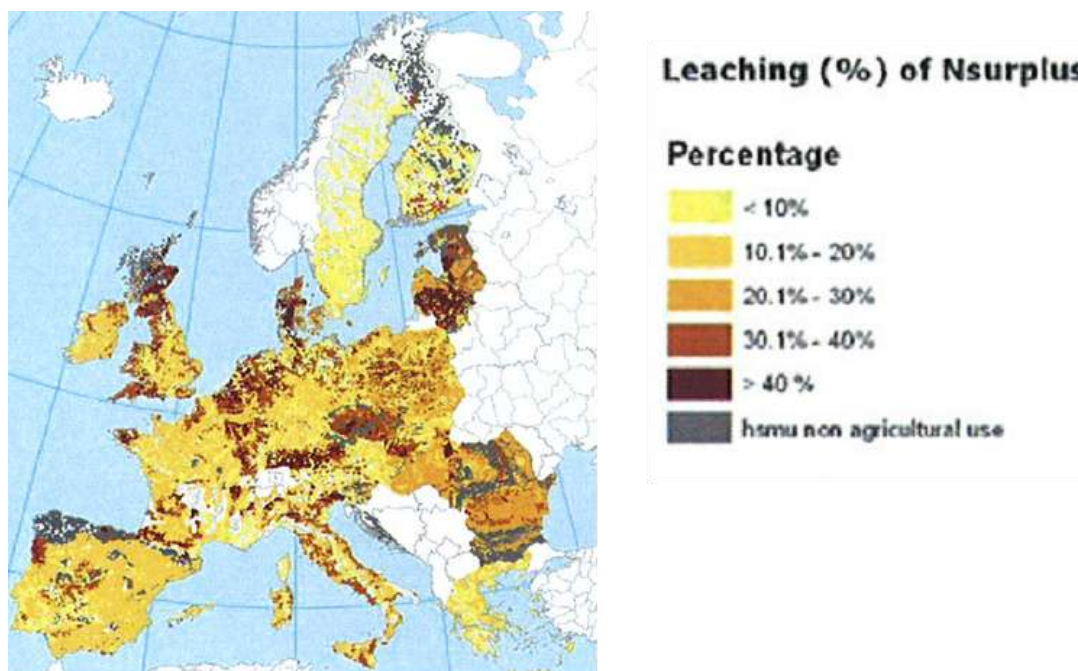 Leaching (%) of Nsurplus
Percentage
< 10%
10.1% - 20%
20.1% - 30%
30.1% - 40%
> 40 %
hsmu non agricultural use